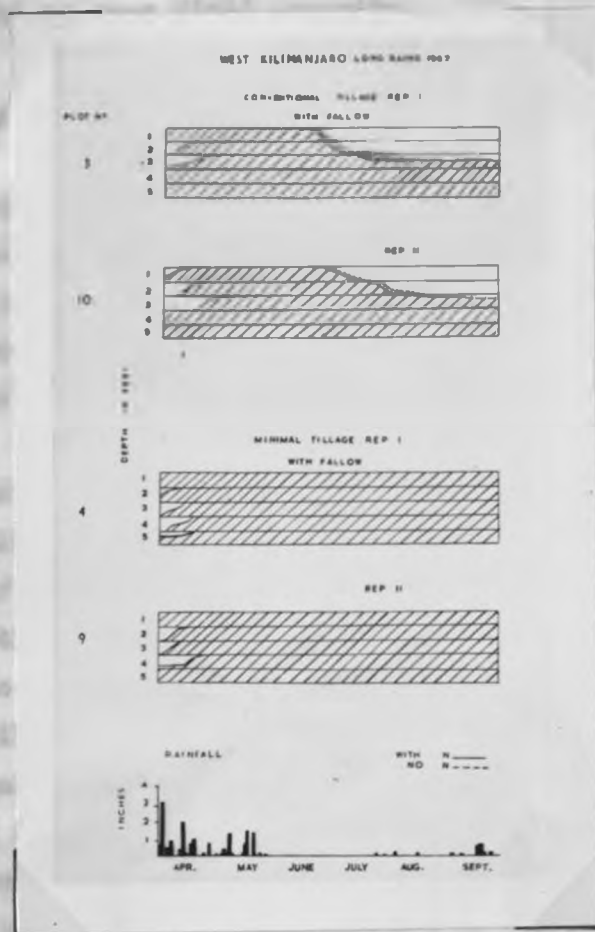 WEST KILIMANJARO LONG RAINS 1967
CONVENTIONAL TILLAGE REP I
PLOT Nº
WITH FALLOW
3
1
2
3
4
5
REP II
10
1
2
3
4
5
DEPTH IN FEET
MINIMAL TILLAGE REP I
WITH FALLOW
4
1
2
3
4
5
REP II
9
1
2
3
4
5
RAINFALL
WITH N
NO N
INCHES
4
3
2
1
APR. MAY JUNE JULY AUG. SEPT.